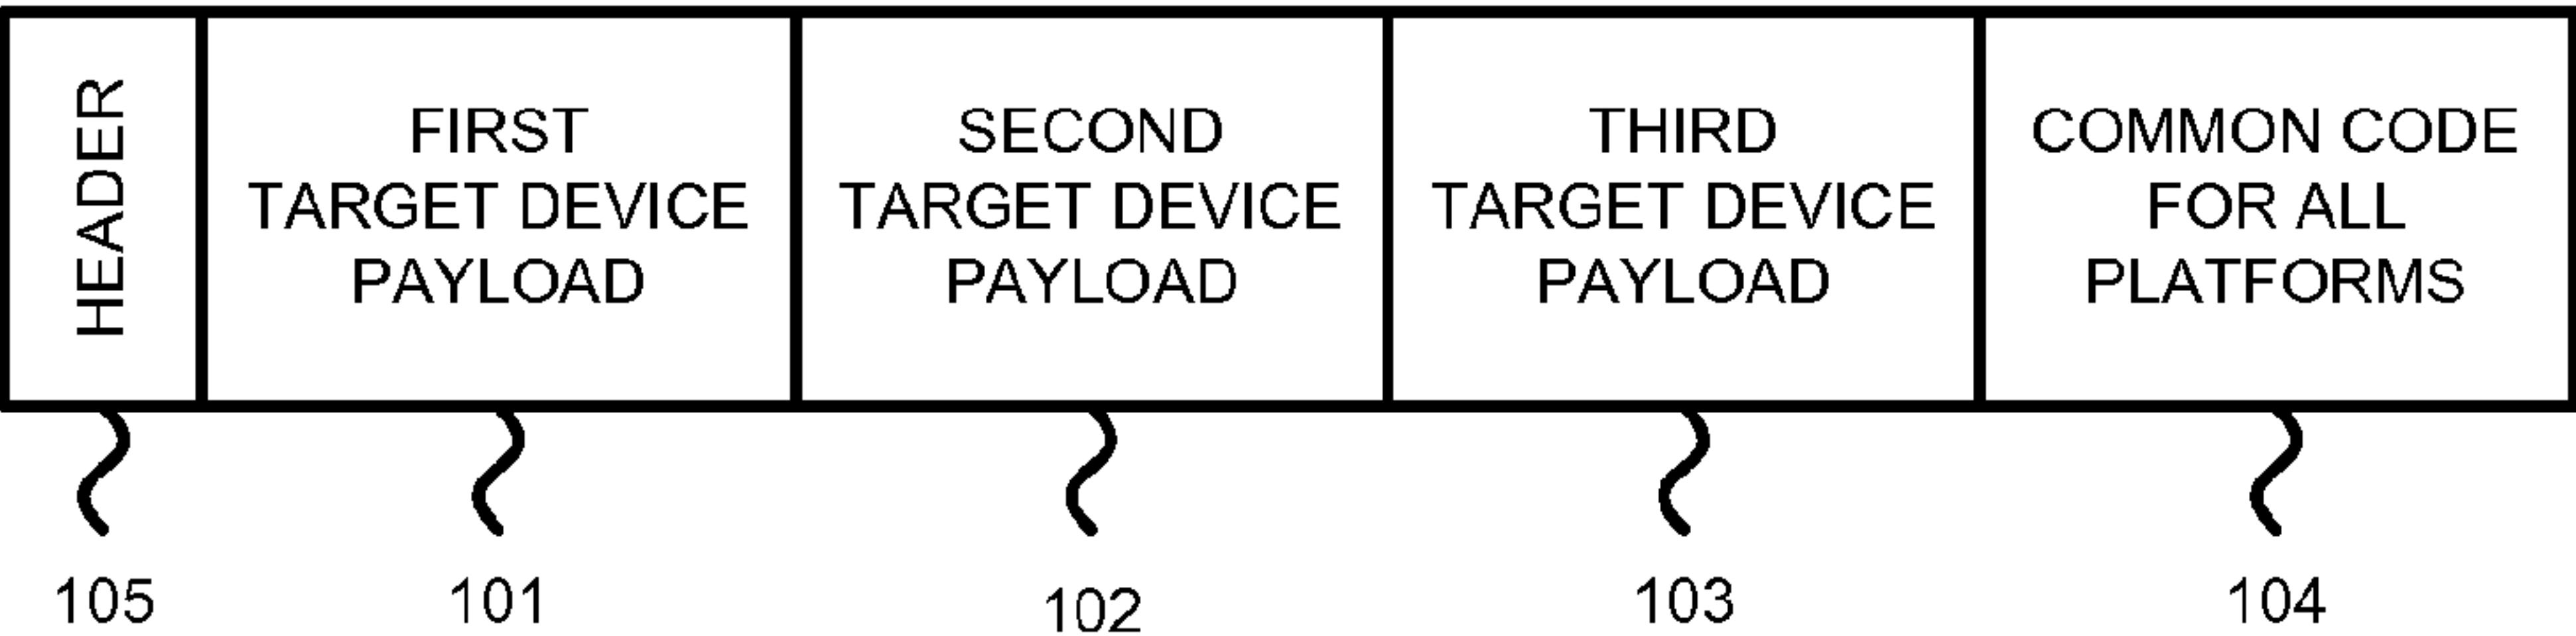 HEADER
FIRST
TARGET DEVICE
PAYLOAD
SECOND
TARGET DEVICE
PAYLOAD
THIRD
TARGET DEVICE
PAYLOAD
COMMON CODE
FOR ALL
PLATFORMS
105
101
102
103
104